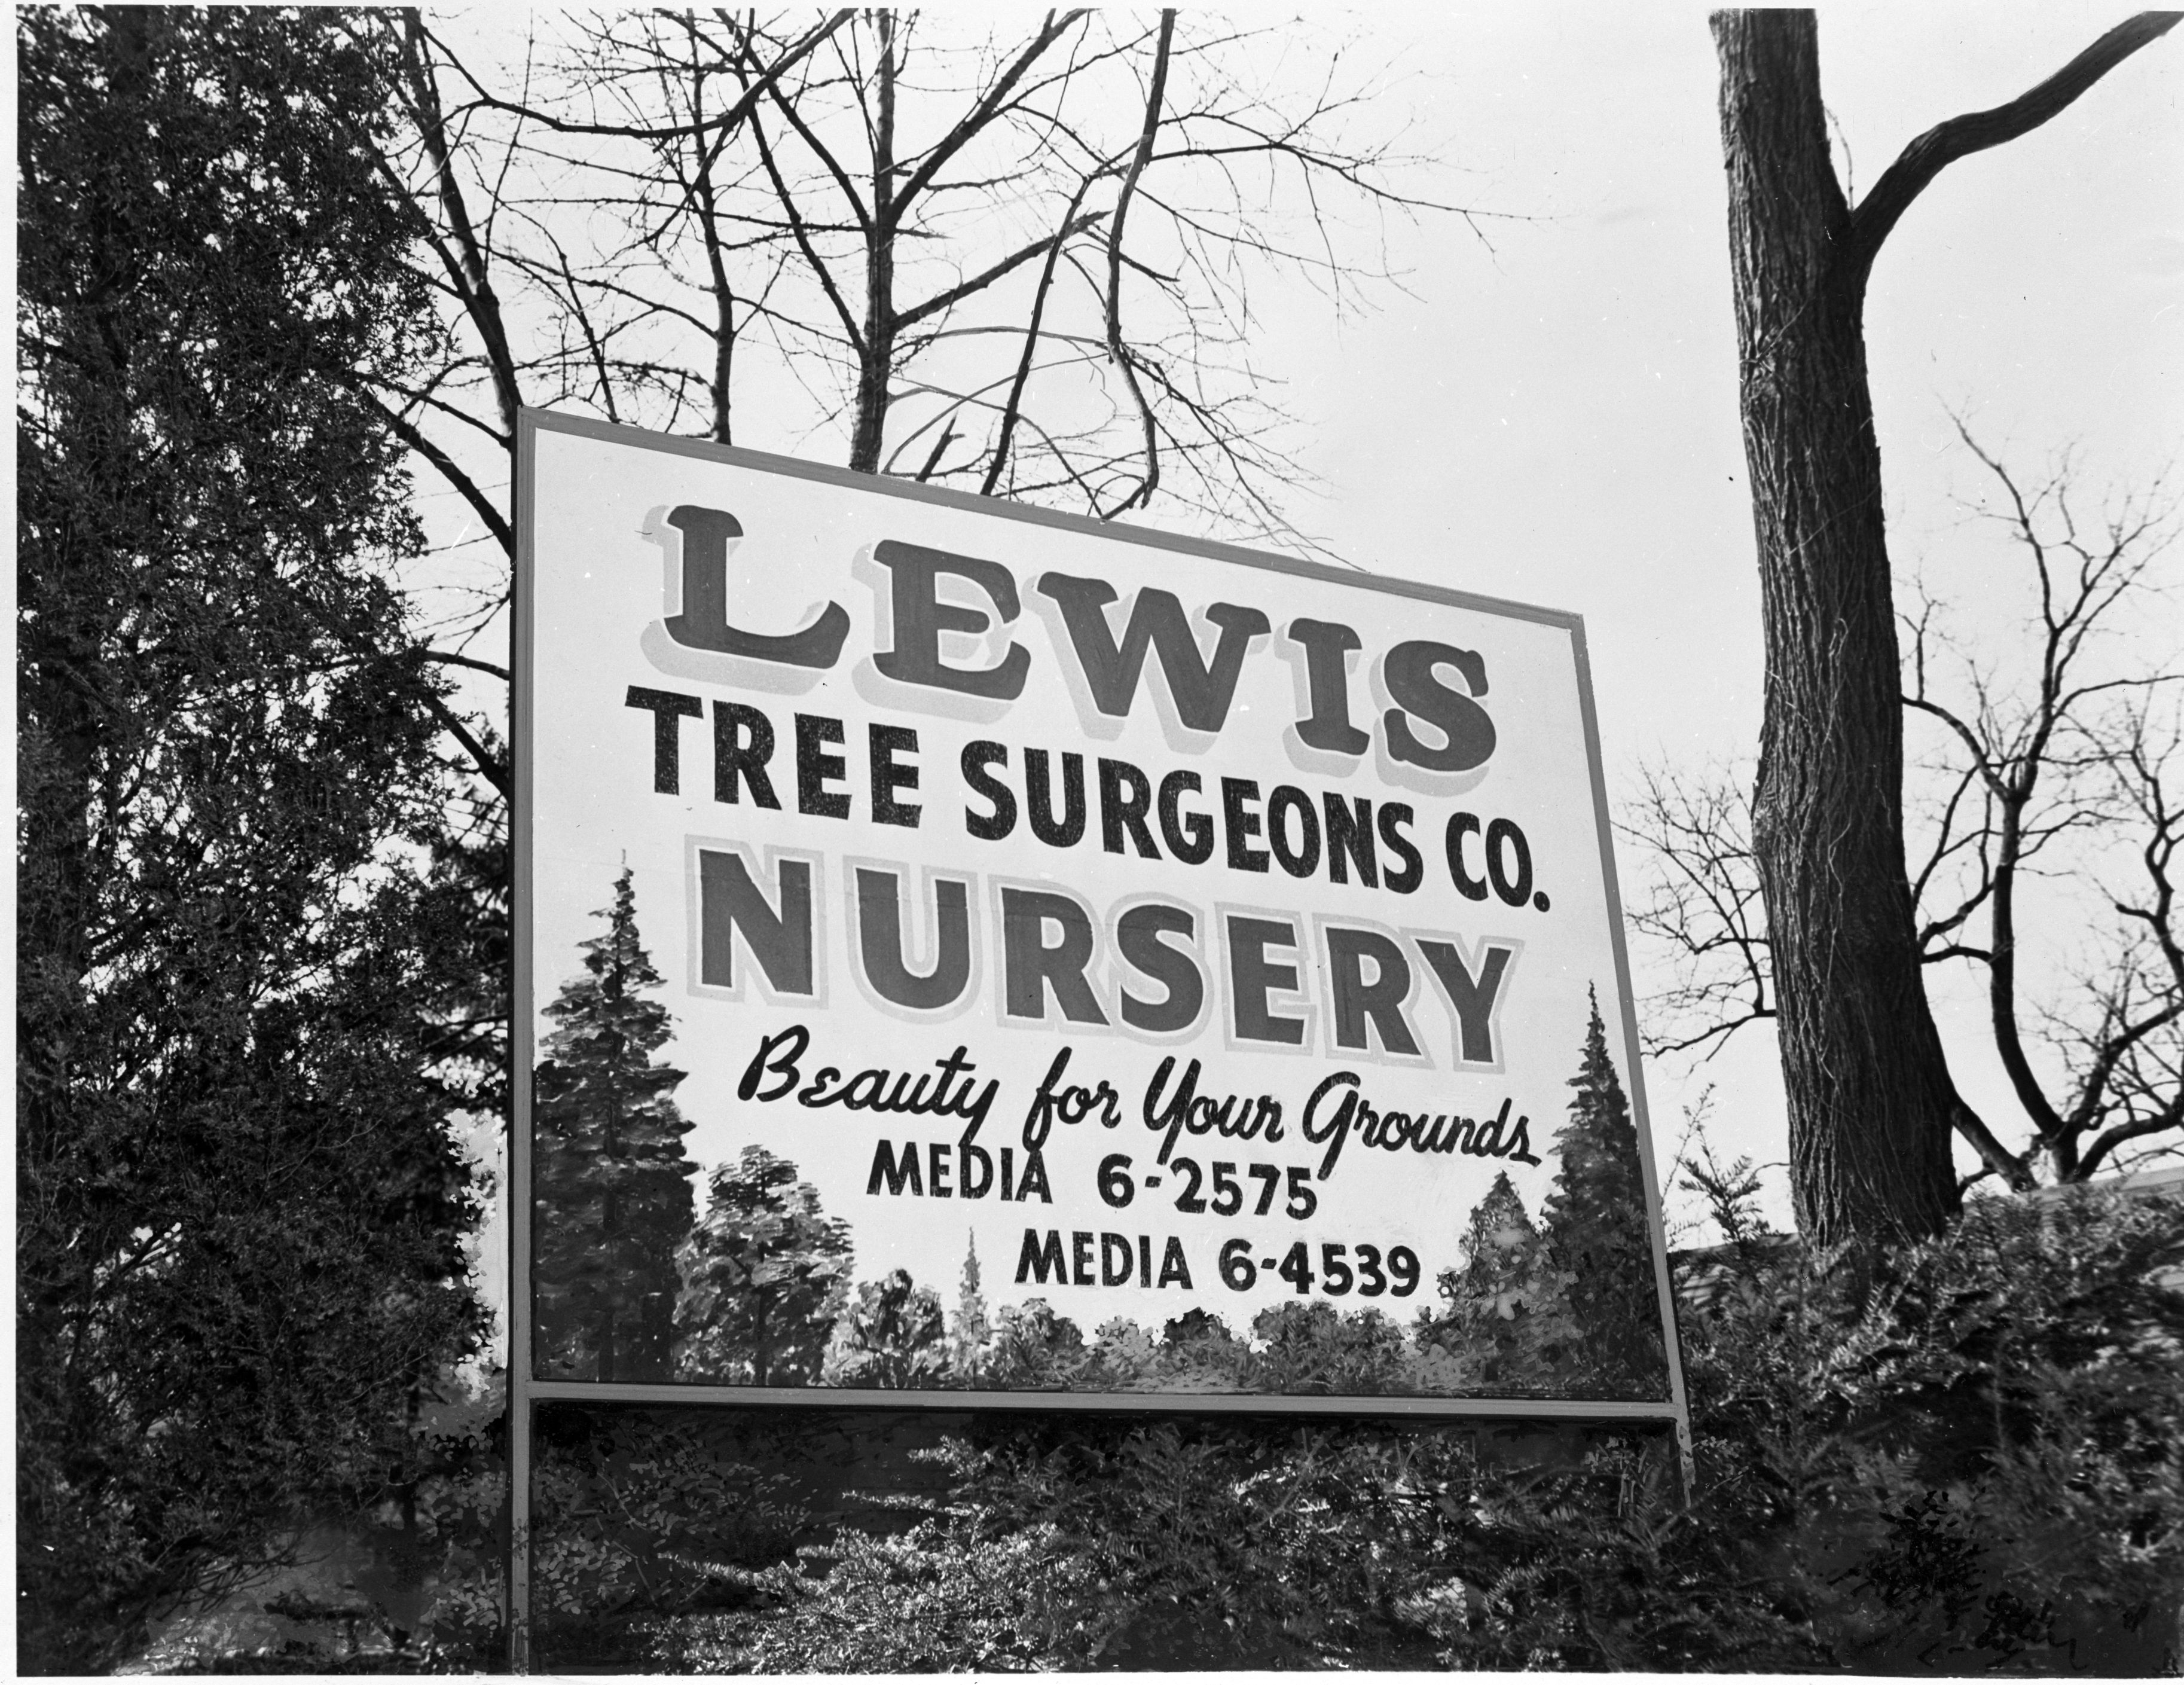 LEWIS
TREE SURGEONS CO.
NURSERY
Beauty for Your Grounds
MEDIA 6-2575
MEDIA 6-4539